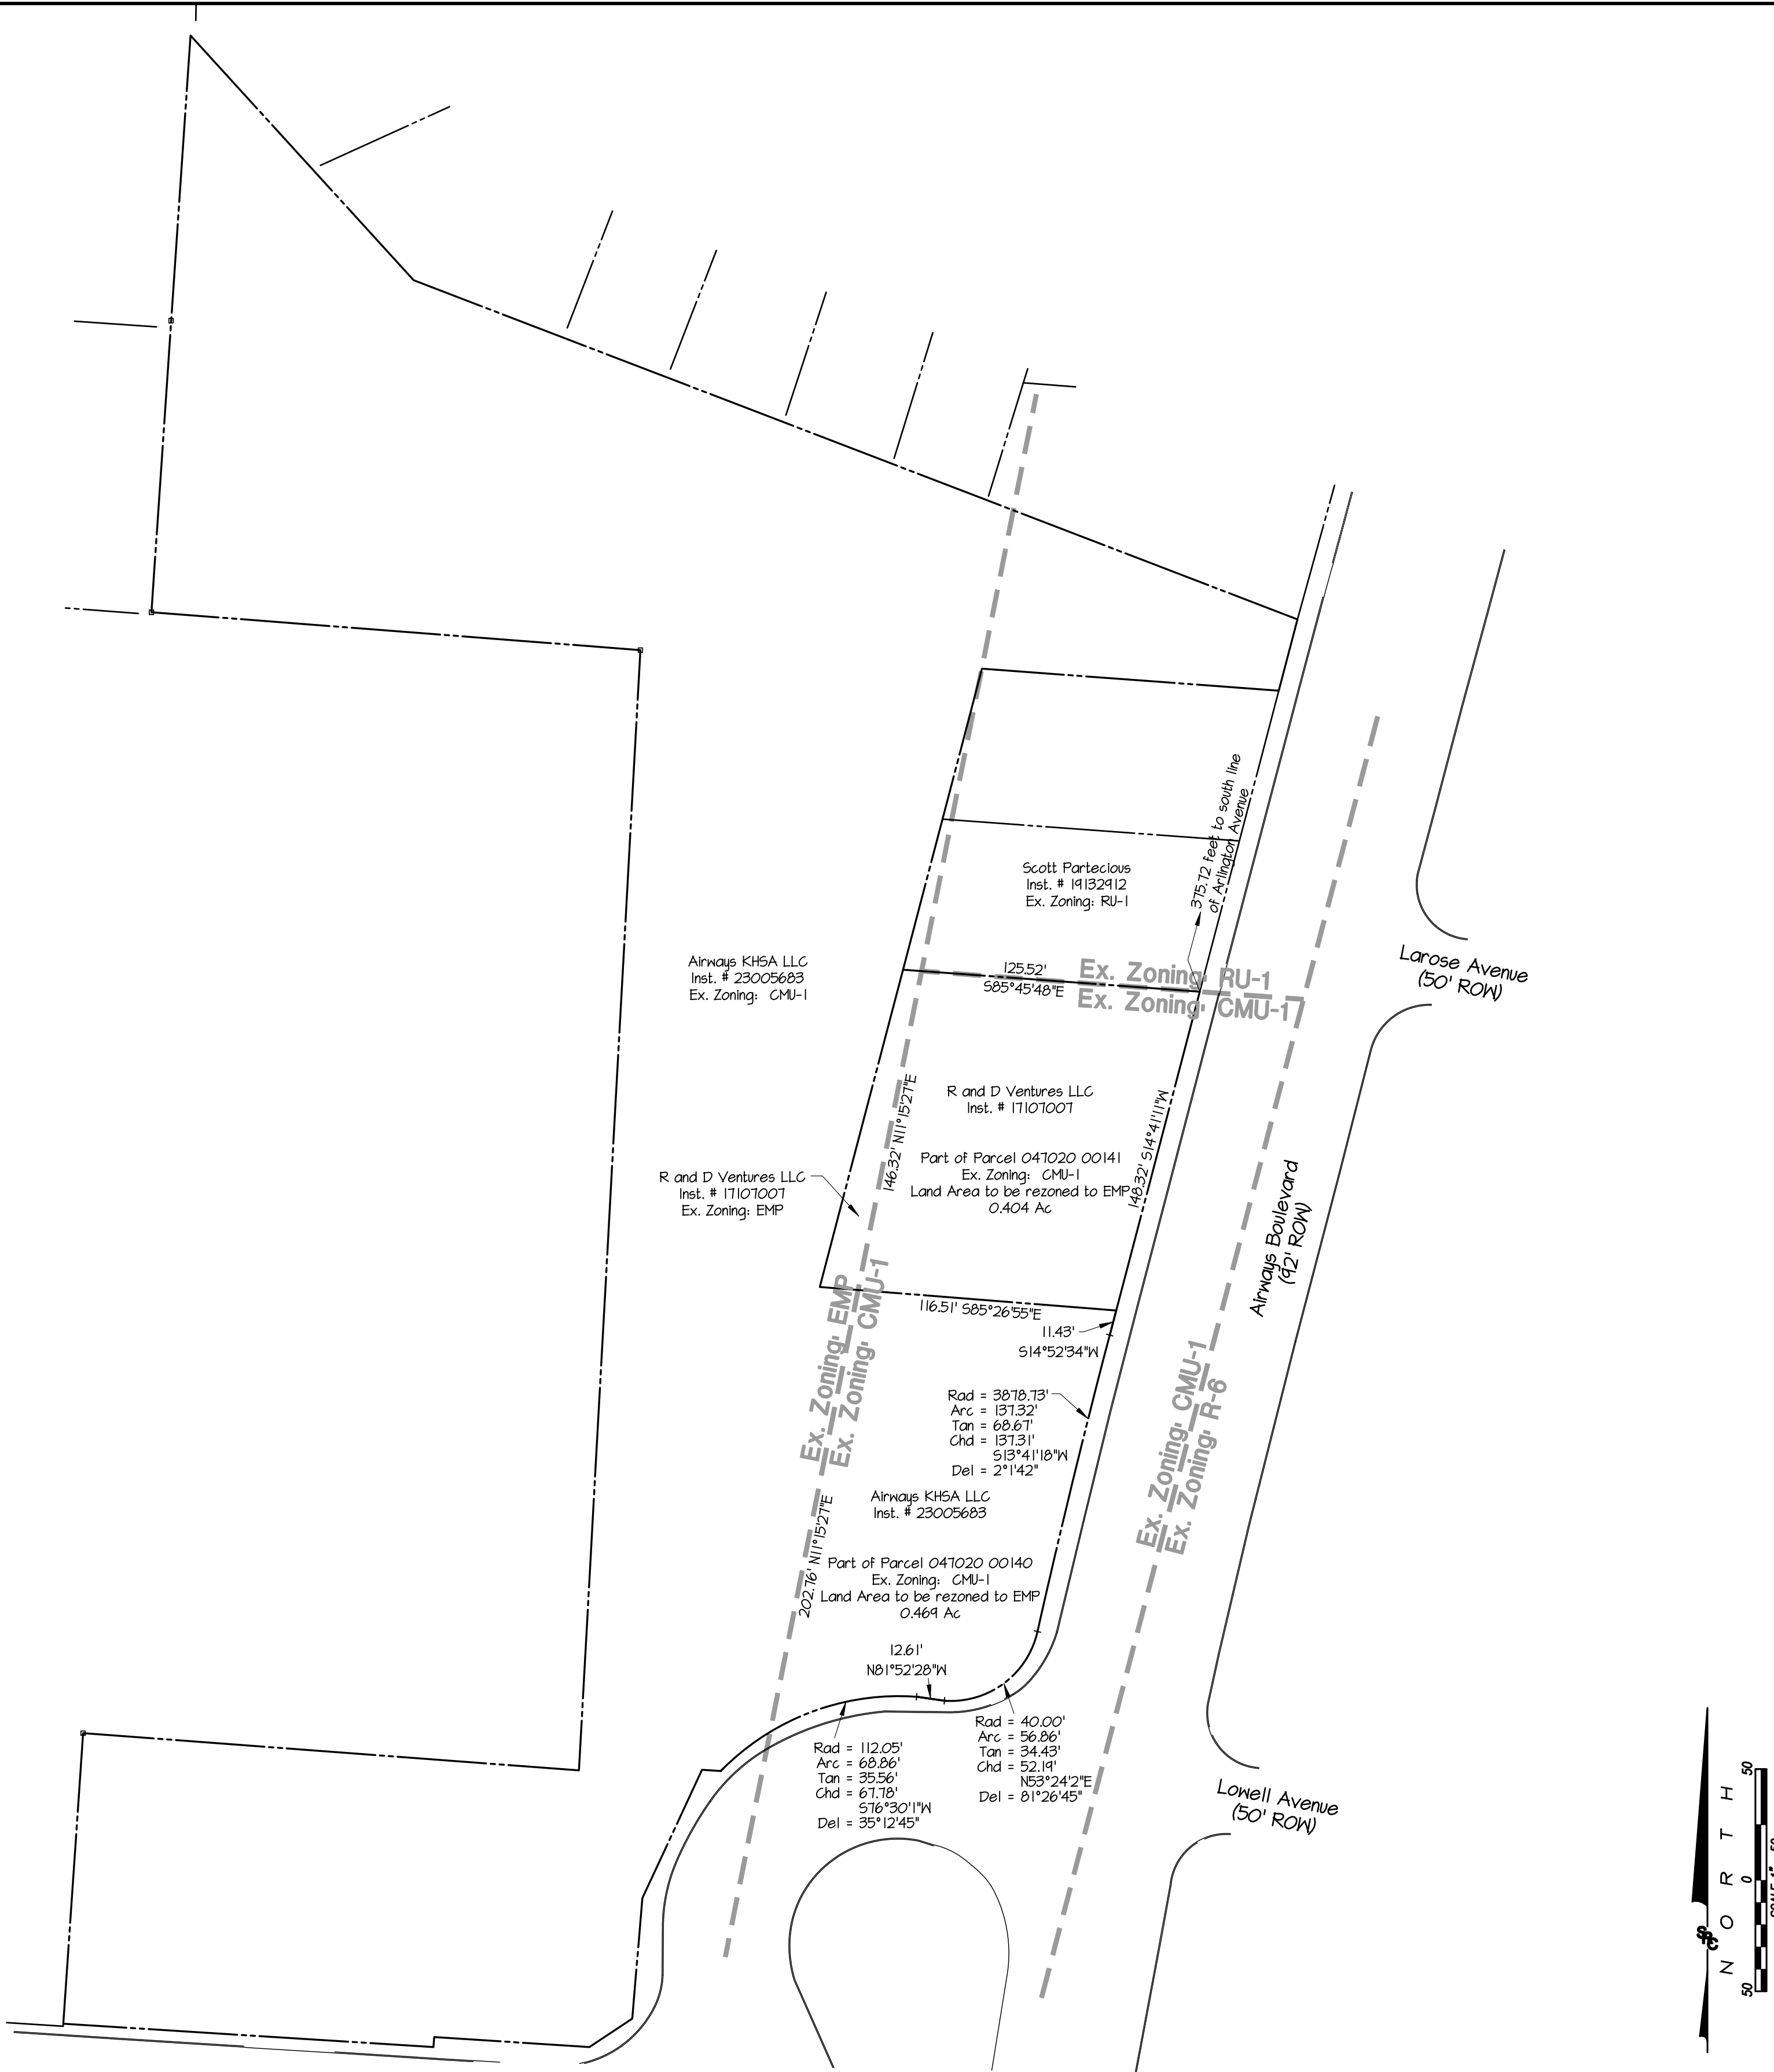 375.72 feet to south line
of Arlington Avenue
Scott Partecious
Inst. # 19132912
Ex. Zoning: RU-1
Larose Avenue
(50' ROW)
Airways KHSA LLC
Inst. # 23005683
Ex. Zoning: CMU-1
125.52'
S85°45'48"E
Ex. Zoning: RU-1
Ex. Zoning: CMU-1
146.32' N11°15'27"E
R and D Ventures LLC
Inst. # 17107007
148.32' S14°41'11"W
Part of Parcel 047020 00141
Ex. Zoning: CMU-1
Land Area to be rezoned to EMP
0.404 Ac
R and D Ventures LLC
Inst. # 17107007
Ex. Zoning: EMP
Airways Boulevard
(92' ROW)
Ex. Zoning: EMP
Ex. Zoning: CMU-1
116.51' S85°26'55"E
11.43'
S14°52'34"W
Ex. Zoning: CMU-1
Ex. Zoning: R-6
Rad = 3878.73'
Arc = 137.32'
Tan = 68.67'
Chd = 137.31'
S13°41'18"W
Del = 2°1'42"
Airways KHSA LLC
Inst. # 23005683
202.76' N11°15'27"E
Part of Parcel 047020 00140
Ex. Zoning: CMU-1
Land Area to be rezoned to EMP
0.469 Ac
12.61'
N81°52'28"W
Rad = 40.00'
Arc = 56.86'
Tan = 34.43'
Chd = 52.19'
N53°24'2"E
Del = 81°26'45"
Rad = 112.05'
Arc = 68.86'
Tan = 35.56'
Chd = 67.78'
S76°30'1"W
Del = 35°12'45"
Lowell Avenue
(50' ROW)
NORTH
50 0 50